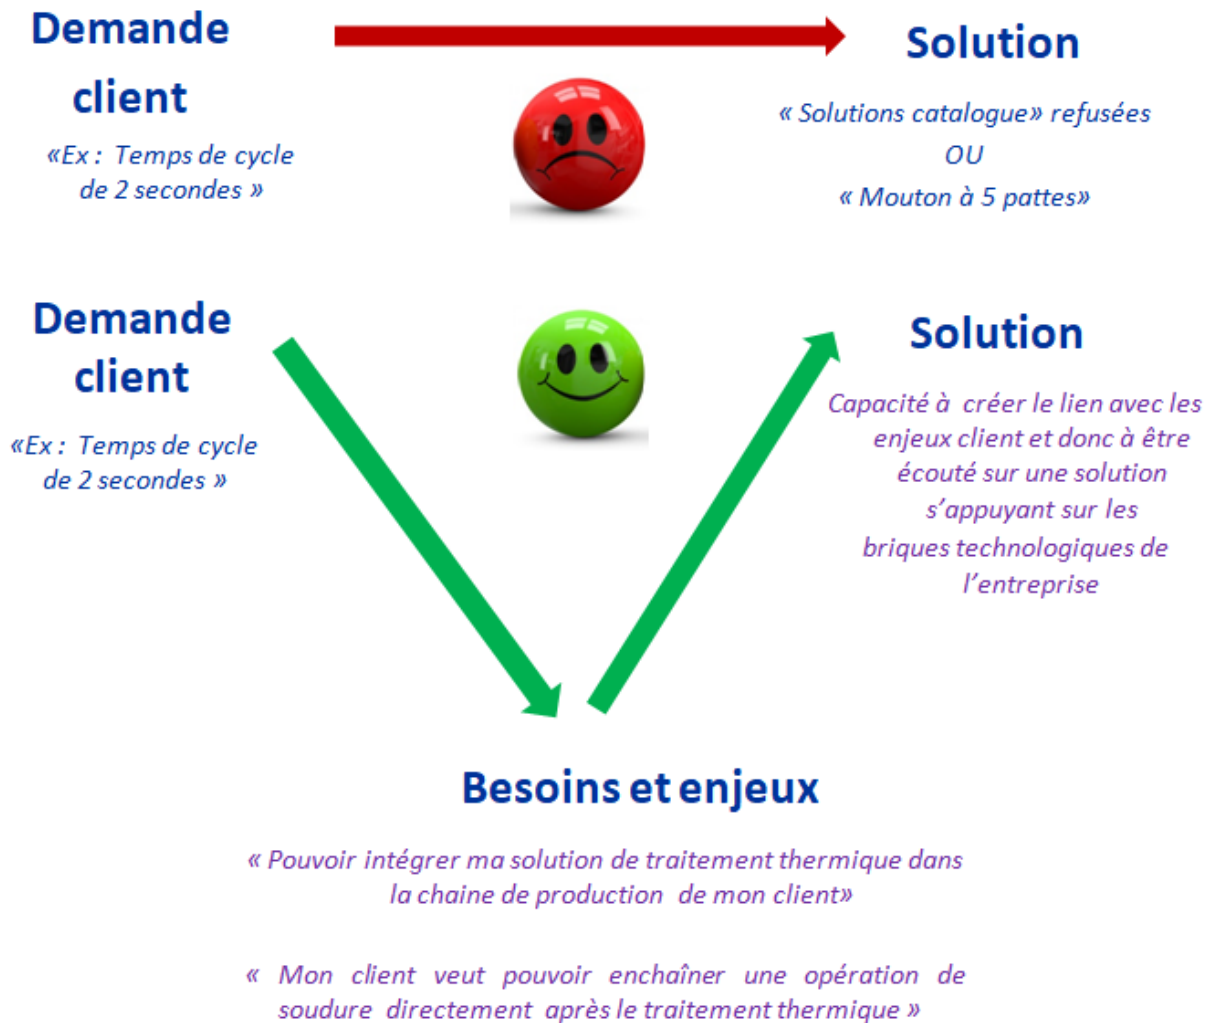 Demande
client
«Ex : Temps de cycle
de 2 secondes »
Solution
« Solutions catalogue» refusées
OU
« Mouton à 5 pattes»
Demande
client
«Ex : Temps de cycle
de 2 secondes »
Solution
Capacité à créer le lien avec les
enjeux client et donc à être
écouté sur une solution
s’appuyant sur les
briques technologiques de
l’entreprise
Besoins et enjeux
« Pouvoir intégrer ma solution de traitement thermique dans
la chaine de production de mon client»
« Mon client veut pouvoir enchaîner une opération de
soudure directement après le traitement thermique »